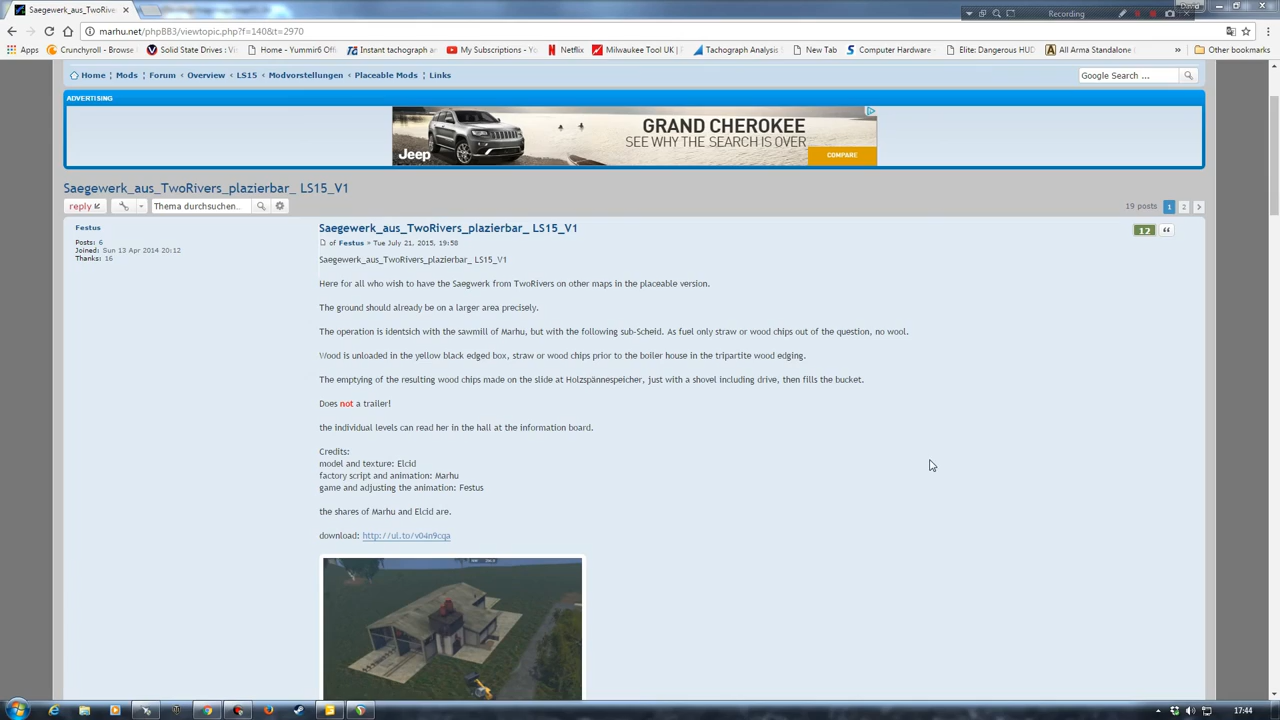 Saegewerk_aus_TwoRivers
David
Recording
marhu.net/phpBB3/viewtopic.php?f=140&t=2970
Apps
Crunchyroll - Browse
Solid State Drives | V
Home - Yummir6 Offici
Instant tachograph an
My Subscriptions - Yo
Netflix
Milwaukee Tool UK |
Tachograph Analysis
New Tab
Computer Hardware
Elite: Dangerous HUD
All Arma Standalone
»
Other bookmarks
Home Mods Forum ‹ Overview ‹ LS15 ‹ Modvorstellungen ‹ Placeable Mods ‹ Links
Google Search ...
ADVERTISING
GRAND CHEROKEE
SEE WHY THE SEARCH IS OVER
Jeep
COMPARE
Saegewerk_aus_TwoRivers_plazierbar_ LS15_V1
reply
Thema durchsuchen..
19 posts
1
2
Festus
Posts: 6
Joined: Sun 13 Apr 2014 20:12
Thanks: 16
Saegewerk_aus_TwoRivers_plazierbar_ LS15_V1
12
of Festus » Tue July 21, 2015, 19:58
Saegewerk_aus_TwoRivers_plazierbar_ LS15_V1
Here for all who wish to have the Saegwerk from TwoRivers on other maps in the placeable version.
The ground should already be on a larger area precisely.
The operation is identsich with the sawmill of Marhu, but with the following sub-Scheid. As fuel only straw or wood chips out of the question, no wool.
Wood is unloaded in the yellow black edged box, straw or wood chips prior to the boiler house in the tripartite wood edging.
The emptying of the resulting wood chips made on the slide at Holzspännespeicher, just with a shovel including drive, then fills the bucket.
Does not a trailer!
the individual levels can read her in the hall at the information board.
Credits:
model and texture: Elcid
factory script and animation: Marhu
game and adjusting the animation: Festus
the shares of Marhu and Elcid are.
download: http://ul.to/v04n9cqa
17:44